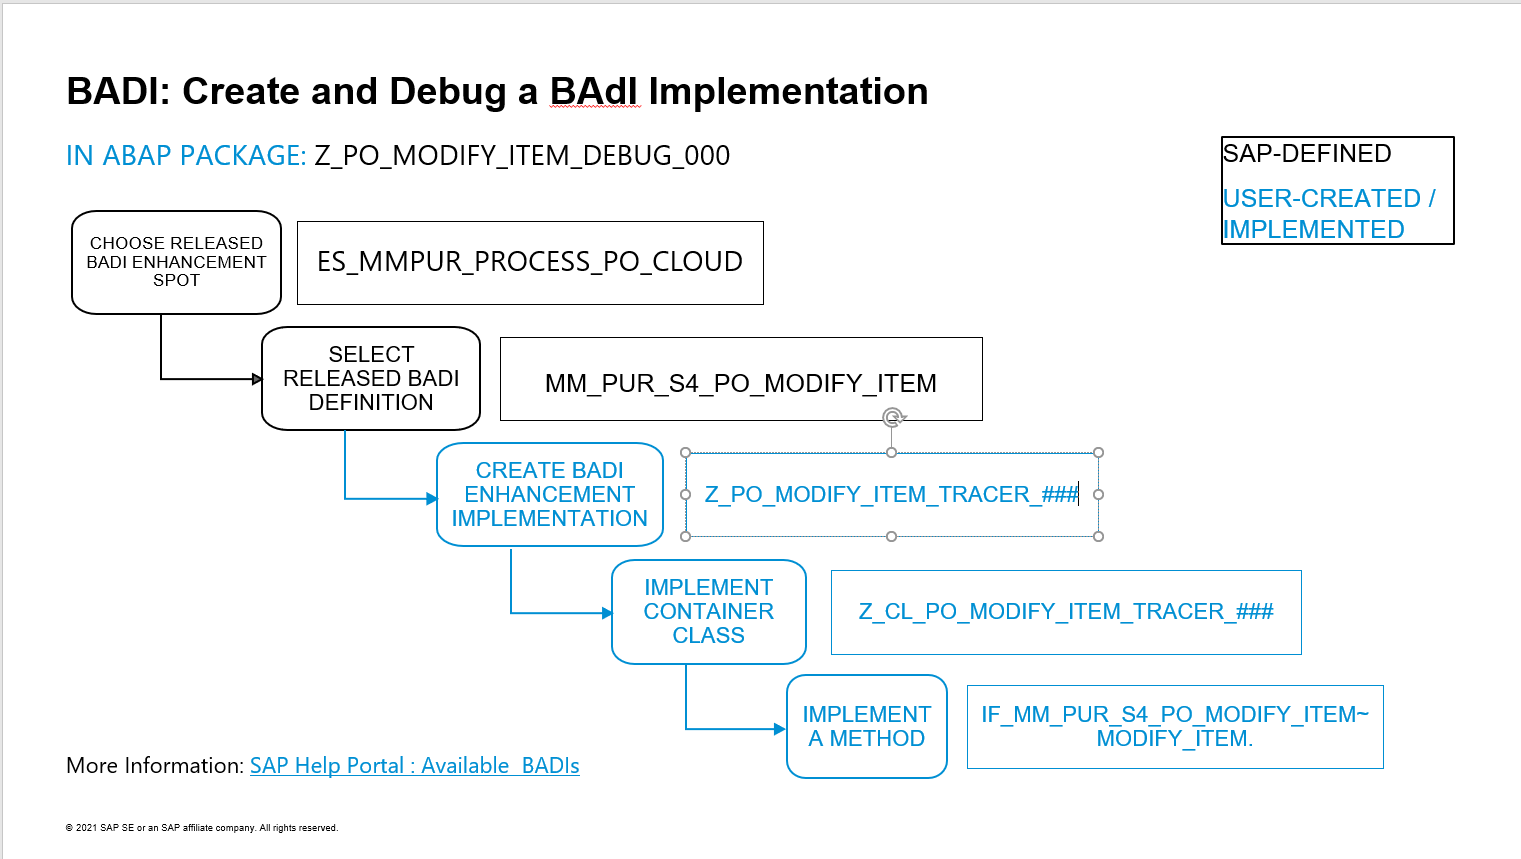 BADI: Create and Debug a BAdI Implementation
IN ABAP PACKAGE: Z_PO_MODIFY_ITEM_DEBUG_000
SAP-DEFINED
USER-CREATED /
IMPLEMENTED
CHOOSE RELEASED
BADI ENHANCEMENT
SPOT
ES_MMPUR_PROCESS_PO_CLOUD
SELECT
RELEASED BADI
DEFINITION
MM_PUR_S4_PO_MODIFY_ITEM
CREATE BADI
ENHANCEMENT
IMPLEMENTATION
Z_PO_MODIFY_ITEM_TRACER_###
IMPLEMENT
CONTAINER
CLASS
Z_CL_PO_MODIFY_ITEM_TRACER_###
IMPLEMENT
A METHOD
IF_MM_PUR_S4_PO_MODIFY_ITEM~
MODIFY_ITEM.
More Information: SAP Help Portal : Available  BADIs
© 2021 SAP SE or an SAP affiliate company. All rights reserved.